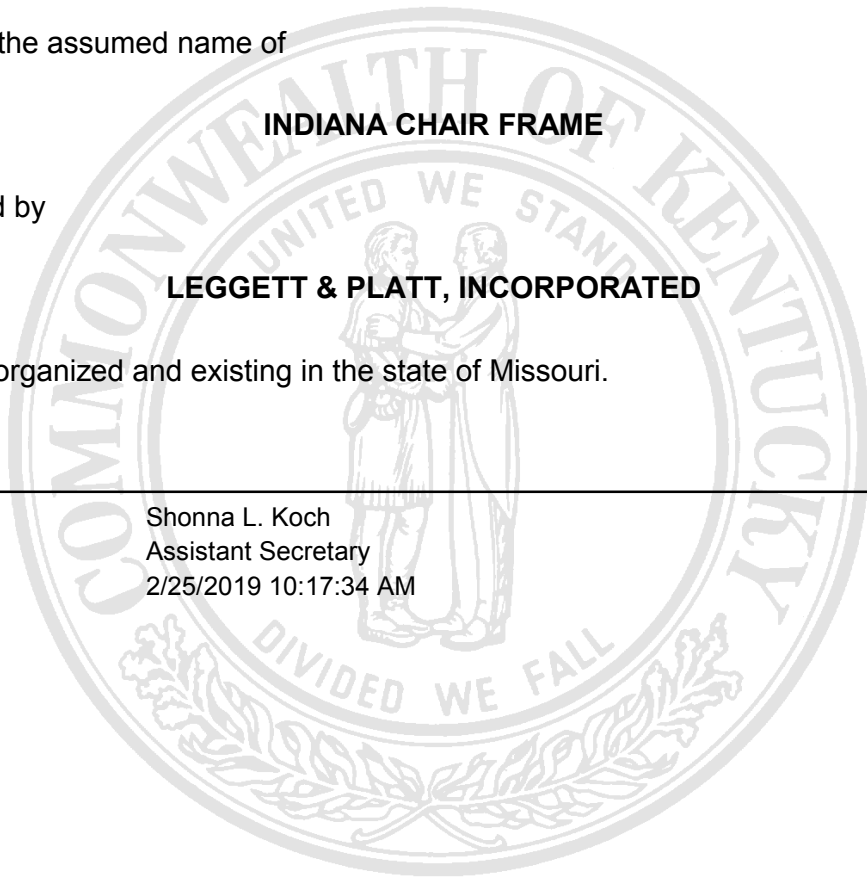 the assumed name of
INDIANA CHAIR FRAME
d by
LEGGETT & PLATT, INCORPORATED
organized and existing in the state of Missouri.
Shonna L. Koch
Assistant Secretary
2/25/2019 10:17:34 AM
COMMONWEALTH OF KENTUCKY
UNITED WE STAND
DIVIDED WE FALL